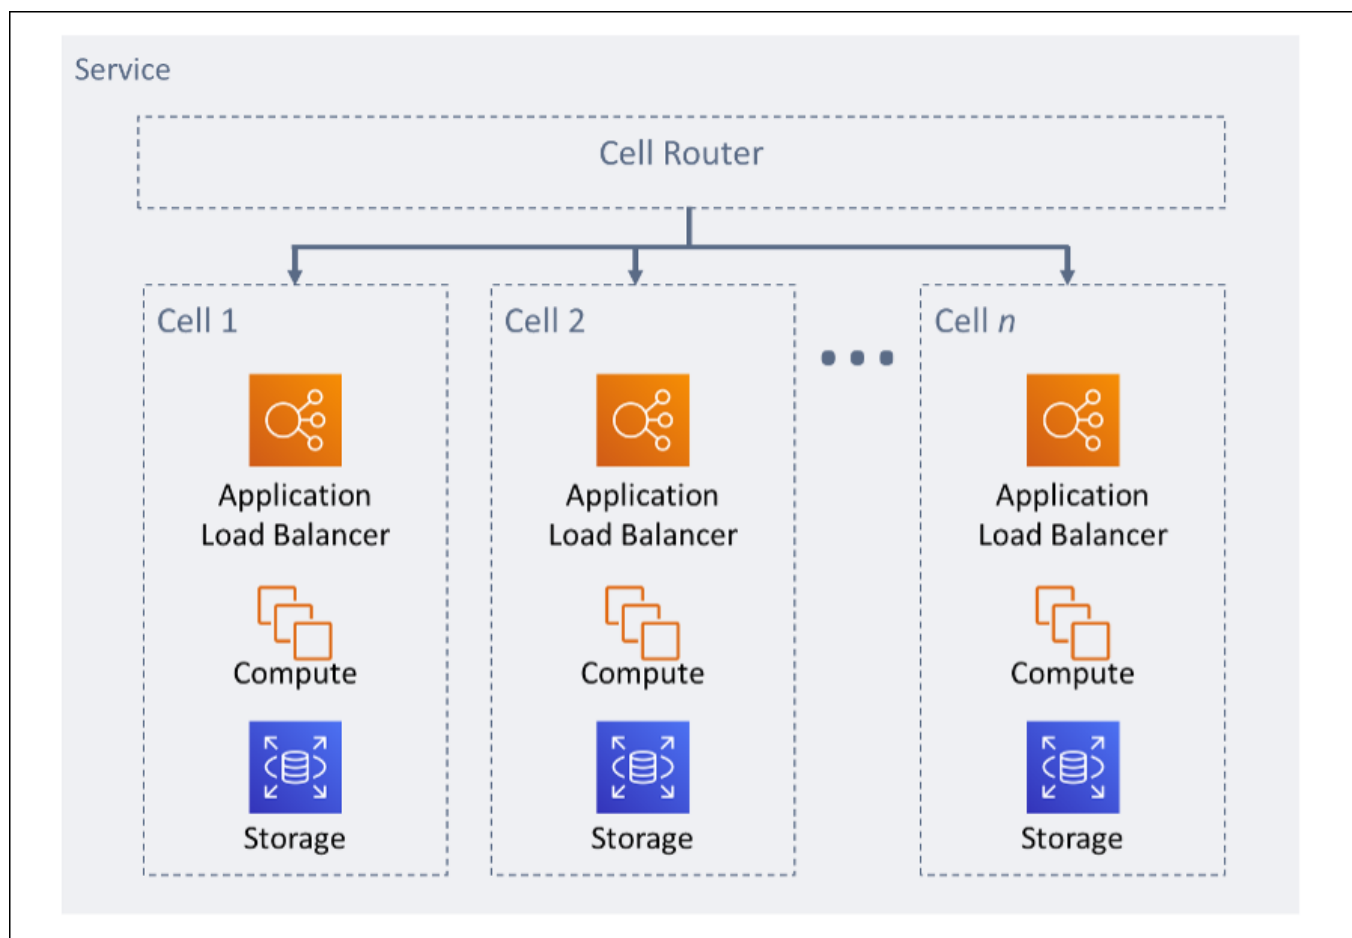 Service
Cell Router
Cell 1
Cell 2
Cell n
Application
Load Balancer
Application
Load Balancer
Application
Load Balancer
Compute
Compute
Compute
Storage
Storage
Storage